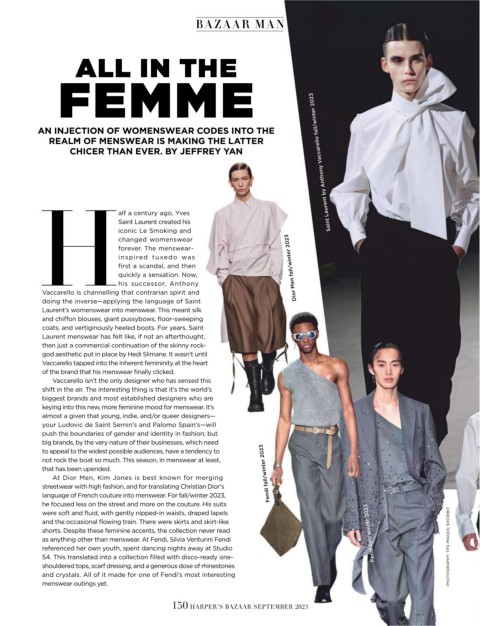 BAZAAR MAN
ALL IN THE
FEMME
AN INJECTION OF WOMENSWEAR CODES INTO THE
REALM OF MENSWEAR IS MAKING THE LATTER
CHICER THAN EVER. BY JEFFREY YAN
Half a century ago, Yves
Saint Laurent created his
iconic Le Smoking and
changed womenswear
forever. The menswear-
inspired tuxedo was
first a scandal, and then
quickly a sensation. Now,
his successor, Anthony
Vaccarello is channelling that contrarian spirit and
doing the inverse—applying the language of Saint
Laurent's womenswear into menswear. This meant silk
and chiffon blouses, giant pussybows, floor-sweeping
coats, and vertiginously heeled boots. For years, Saint
Laurent menswear has felt like, if not an afterthought,
then just a commercial continuation of the skinny rock-
god aesthetic put in place by Hedi Slimane. It wasn't until
Vaccarello tapped into the inherent femininity at the heart
of the brand that his menswear finally clicked.
Vaccarello isn't the only designer who has sensed this
shift in the air. The interesting thing is that it's the world's
biggest brands and most established designers who are
keying into this new, more feminine mood for menswear. It's
almost a given that young, indie, and/or queer designers—
your Ludovic de Saint Sernin's and Palomo Spain's—will
push the boundaries of gender and identity in fashion; but
big brands, by the very nature of their businesses, which need
to appeal to the widest possible audiences, have a tendency to
not rock the boat so much. This season, in menswear at least,
that has been upended.
At Dior Men, Kim Jones is best known for merging
streetwear with high fashion, and for translating Christian Dior's
language of French couture into menswear. For fall/winter 2023,
he focused less on the street and more on the couture. His suits
were soft and fluid, with gently nipped-in waists, draped lapels
and the occasional flowing train. There were skirts and skirt-like
shorts. Despite these feminine accents, the collection never read
as anything other than menswear. At Fendi, Silvia Venturini Fendi
referenced her own youth, spent dancing nights away at Studio
54. This translated into a collection filled with disco-ready one-
shouldered tops, scarf dressing, and a generous dose of rhinestones
and crystals. All of it made for one of Fendi's most interesting
menswear outings yet.
Dior Men fall/winter 2023
Saint Laurent by Anthony Vaccarello fall/winter 2023
Fendi fall/winter 2023
fall/winter 2023
150 HARPER'S BAZAAR SEPTEMBER 2023